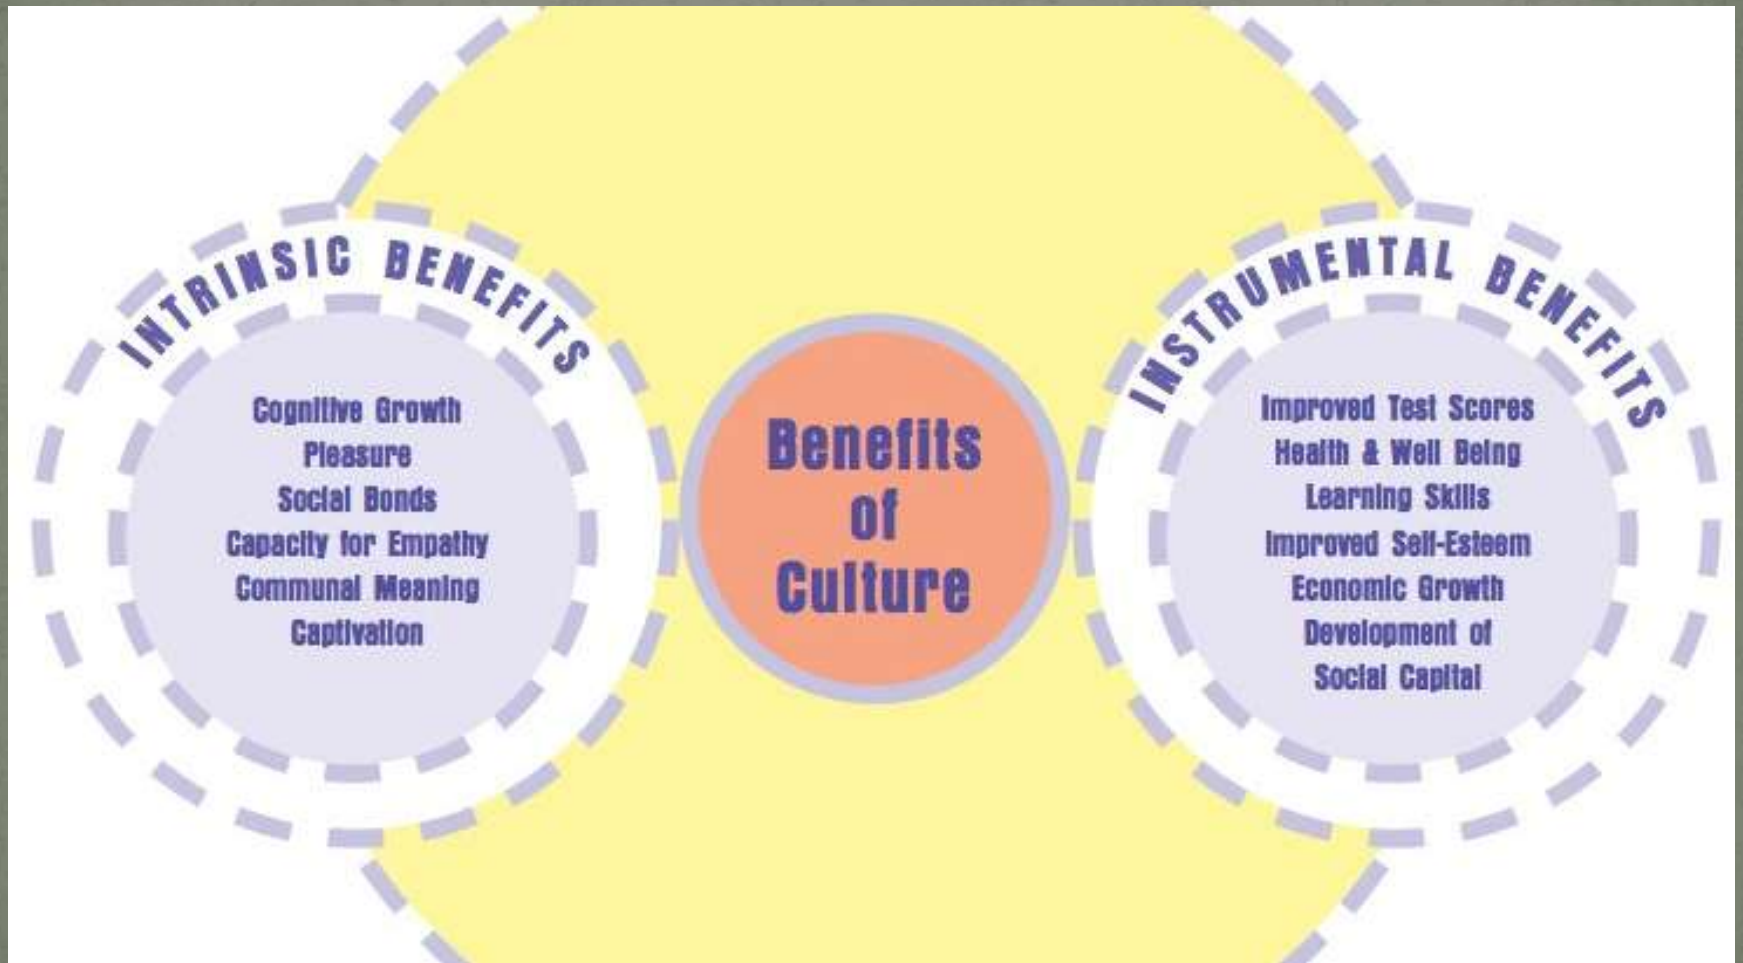 INTRINSIC BENEFITS
Cognitive Growth
Pleasure
Social Bonds
Capacity for Empathy
Communal Meaning
Captivation
Benefits
of
Culture
INSTRUMENTAL BENEFITS
Improved Test Scores
Health & Well Being
Learning Skills
Improved Self-Esteem
Economic Growth
Development of
Social Capital